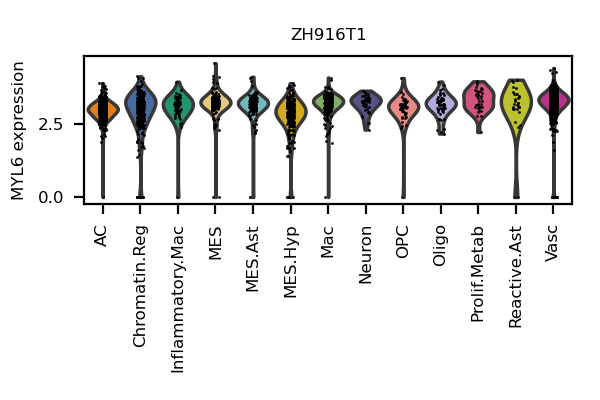 ZH916T1
MYL6 expression
2.5
0.0
AC
Chromatin.Reg
Inflammatory.Mac
MES
MES.Ast
MES.Hyp
Mac
Neuron
OPC
Oligo
Prolif.Metab
Reactive.Ast
Vasc